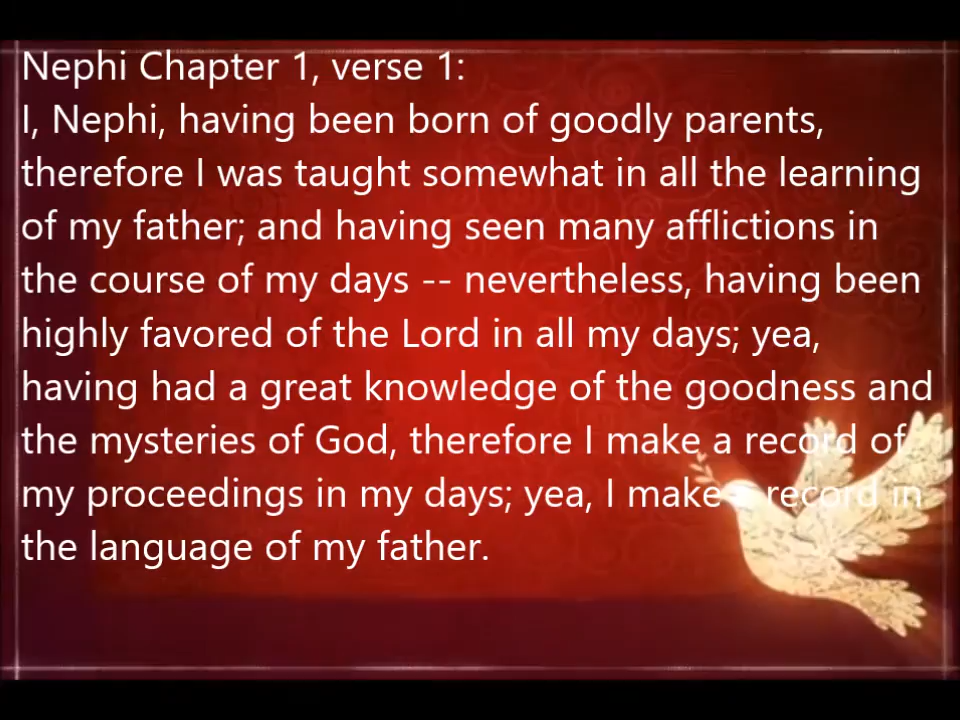 Nephi Chapter 1, verse 1:
I, Nephi, having been born of goodly parents,
therefore I was taught somewhat in all the learning
of my father; and having seen many afflictions in
the course of my days -- nevertheless, having been
highly favored of the Lord in all my days; yea,
having had a great knowledge of the goodness and
the mysteries of God, therefore I make a record of
my proceedings in my days; yea, I make a record in
the language of my father.